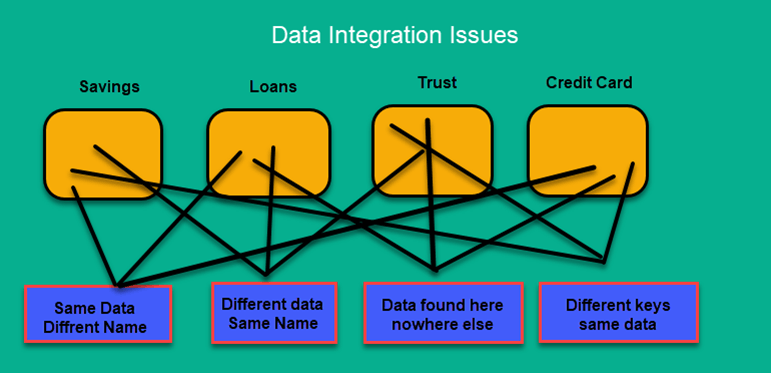 Data Integration Issues
Savings
Loans
Trust
Credit Card
Same Data
Diffrent Name
Different data
Same Name
Data found here
nowhere else
Different keys
same data